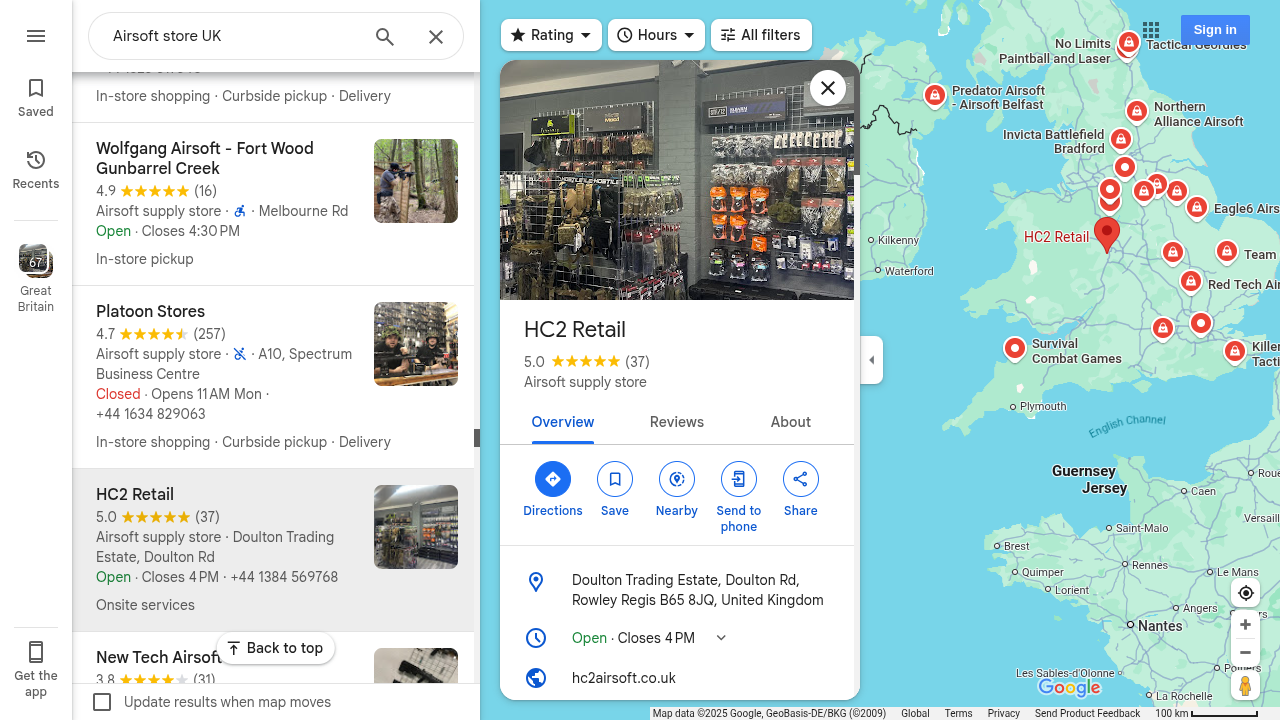 Airsoft store UK
Saved
Recents
67
Great
Britain
Get the
app
In-store shopping · Curbside pickup · Delivery
Wolfgang Airsoft - Fort Wood
Gunbarrel Creek
4.9 (16)
Airsoft supply store · · Melbourne Rd
Open · Closes 4:30 PM
In-store pickup
Platoon Stores
4.7 (257)
Airsoft supply store · · A10, Spectrum
Business Centre
Closed · Opens 11 AM Mon ·
+44 1634 829063
In-store shopping · Curbside pickup · Delivery
HC2 Retail
5.0 (37)
Airsoft supply store · Doulton Trading
Estate, Doulton Rd
Open · Closes 4 PM · +44 1384 569768
Onsite services
New Tech Airsoft
3.8 (31)
Back to top
Update results when map moves
Rating
Hours
All filters
Sign in
HC2 Retail
5.0 (37)
Airsoft supply store
Overview
Reviews
About
Directions
Save
Nearby
Send to
phone
Share
Doulton Trading Estate, Doulton Rd,
Rowley Regis B65 8JQ, United Kingdom
Open · Closes 4 PM
hc2airsoft.co.uk
No Limits
Paintball and Laser
Tactical Geordies
Predator Airsoft
- Airsoft Belfast
Northern
Alliance Airsoft
Invicta Battlefield
Bradford
Eagle6 Airs
HC2 Retail
Kilkenny
Waterford
Team
Red Tech Air
Survival
Combat Games
Killer
Tacti
Plymouth
English Channel
Guernsey
Jersey
Roue
Caen
Versaill
Saint-Malo
Brest
Rennes
Quimper
Le Mans
Lorient
Angers
Nantes
Les Sables-d'Olonne
Poitiers
La Rochelle
Google
Map data ©2025 Google, GeoBasis-DE/BKG (©2009)
Global
Terms
Privacy
Send Product Feedback
100 km